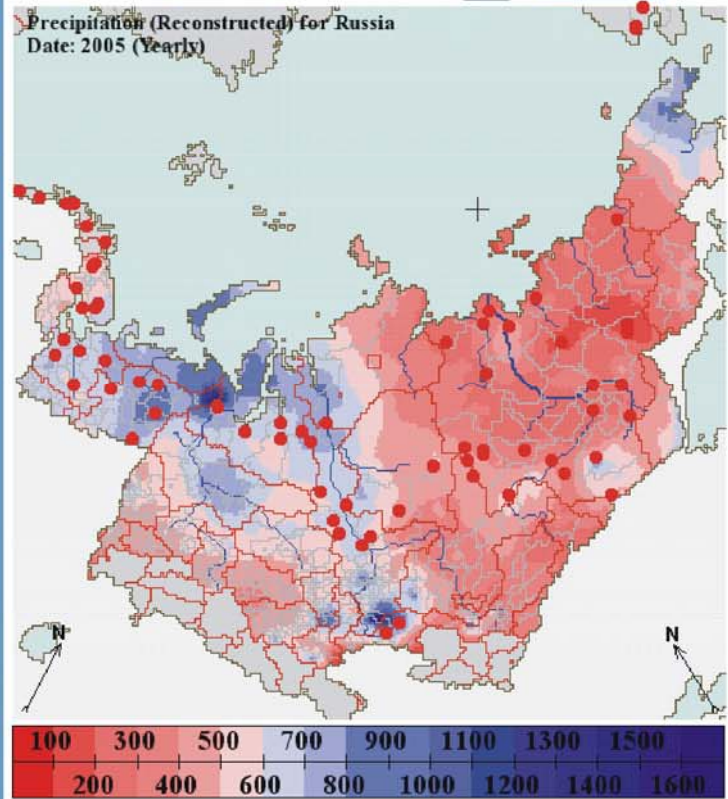 Precipitation (Reconstructed) for Russia
Date: 2005 (Yearly)
N
N
100 300 500 700 900 1100 1300 1500
200 400 600 800 1000 1200 1400 1600